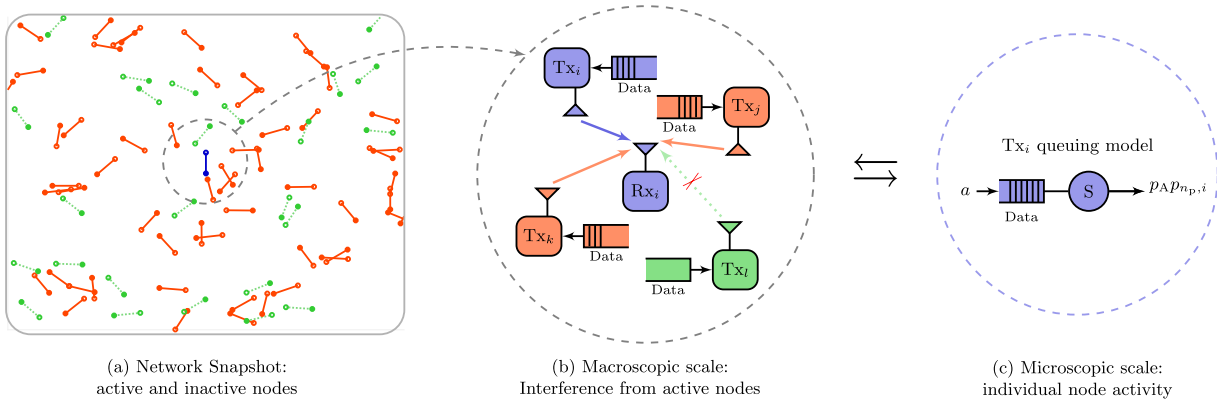 Tx_i
Data
Tx_j
Data
Rx_i
Tx_k
Data
Tx_l
Data
Tx_i queuing model
a
S
p_A p_{n_p,i}
Data
(a) Network Snapshot:
active and inactive nodes
(b) Macroscopic scale:
Interference from active nodes
(c) Microscopic scale:
individual node activity